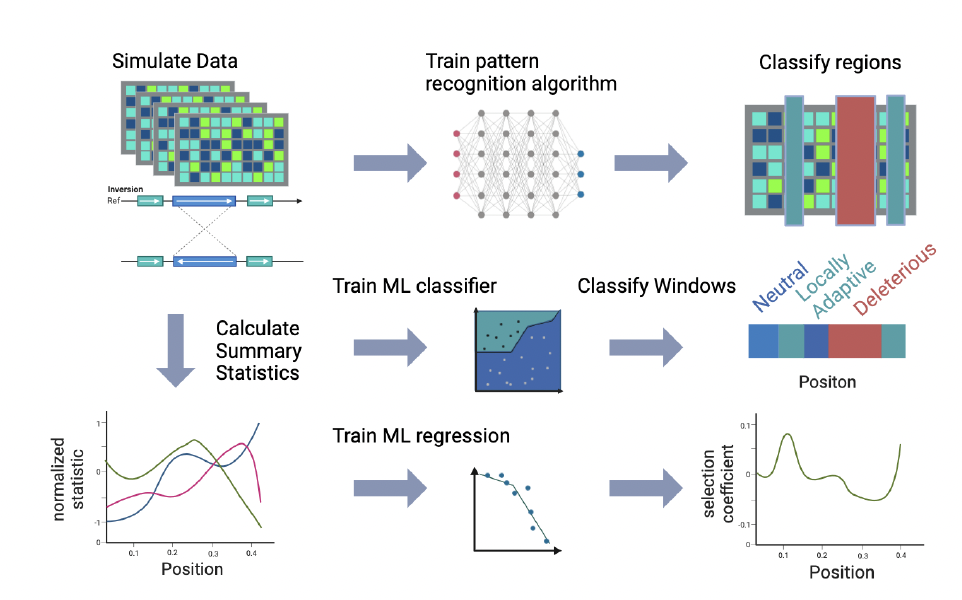 Simulate Data
Train pattern
recognition algorithm
Classify regions
Inversion
Ref
Train ML classifier
Classify Windows
Neutral
Locally
Adaptive
Deleterious
Calculate
Summary
Statistics
Positon
normalized
statistic
1
0
-1
0
0.1
0.2
0.3
0.4
Position
Train ML regression
selection
coefficient
0.1
0
-0.1
0
0.1
0.2
0.3
0.4
Position